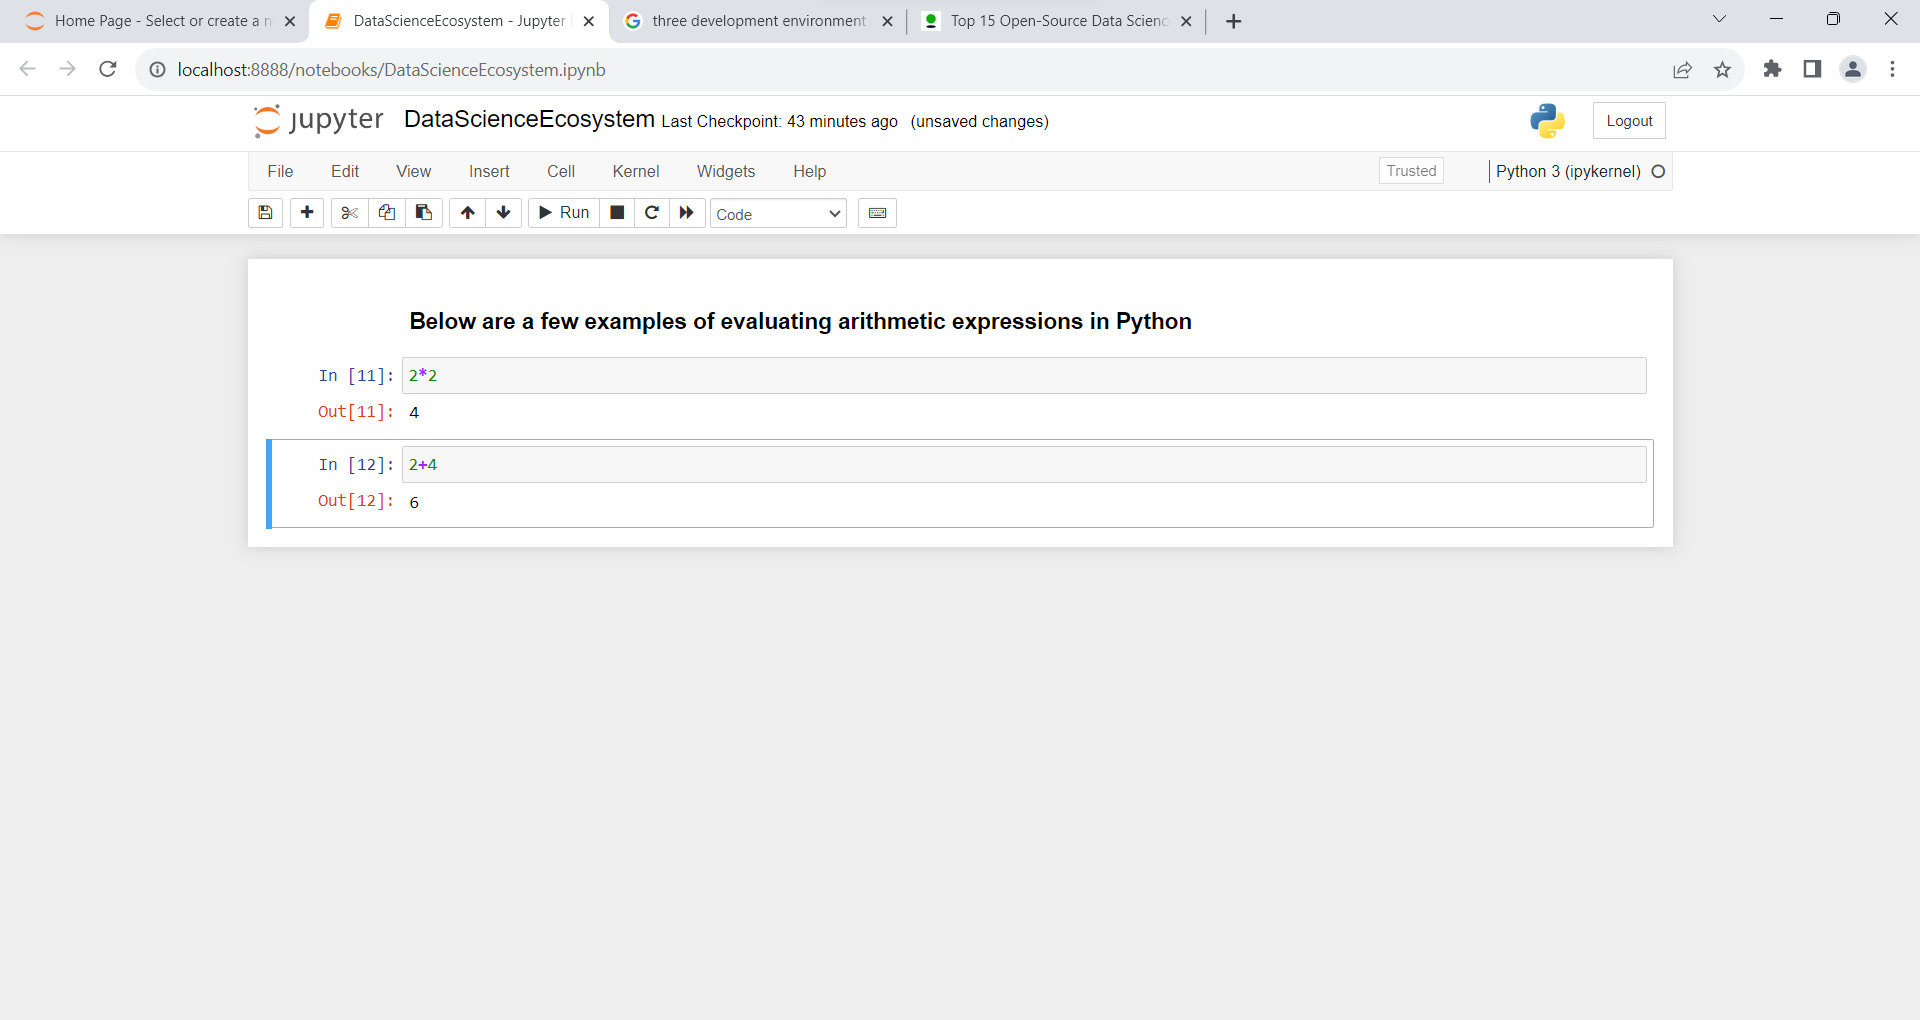 Home Page - Select or create a n
DataScienceEcosystem - Jupyter
three development environment
Top 15 Open-Source Data Scienc
localhost:8888/notebooks/DataScienceEcosystem.ipynb
jupyter DataScienceEcosystem Last Checkpoint: 43 minutes ago (unsaved changes)
Logout
File Edit View Insert Cell Kernel Widgets Help
Trusted
Python 3 (ipykernel)
Run
Code
Below are a few examples of evaluating arithmetic expressions in Python
In [11]: 2*2
Out[11]: 4
In [12]: 2+4
Out[12]: 6